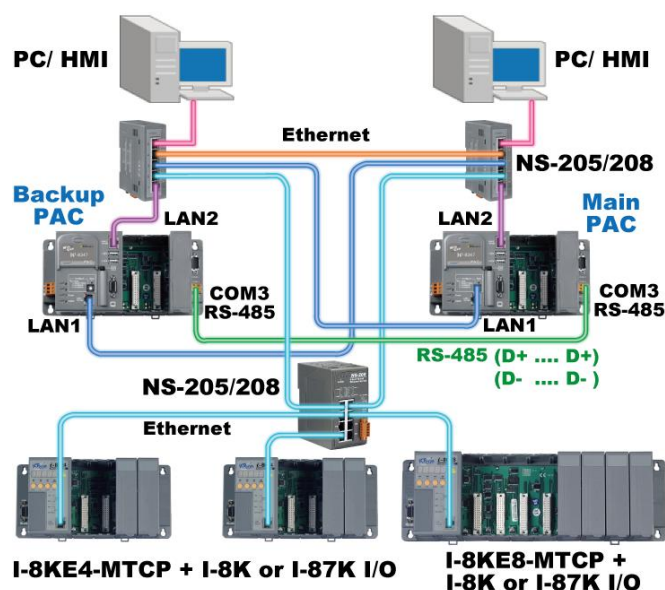 PC/ HMI
PC/ HMI
Ethernet
NS-205/208
Backup
PAC
LAN2
LAN2
Main
PAC
COM3
RS-485
COM3
RS-485
LAN1
LAN1
RS-485 (D+ .... D+)
(D- .... D- )
NS-205/208
Ethernet
I-8KE4-MTCP + I-8K or I-87K I/O
I-8KE8-MTCP +
I-8K or I-87K I/O